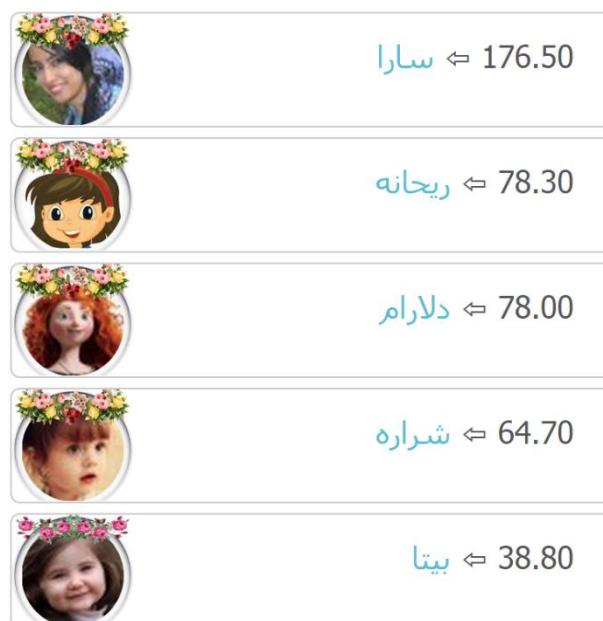 176.50 ⇦ سارا
78.30 ⇦ ریحانه
78.00 ⇦ دلارام
64.70 ⇦ شراره
38.80 ⇦ بیتا